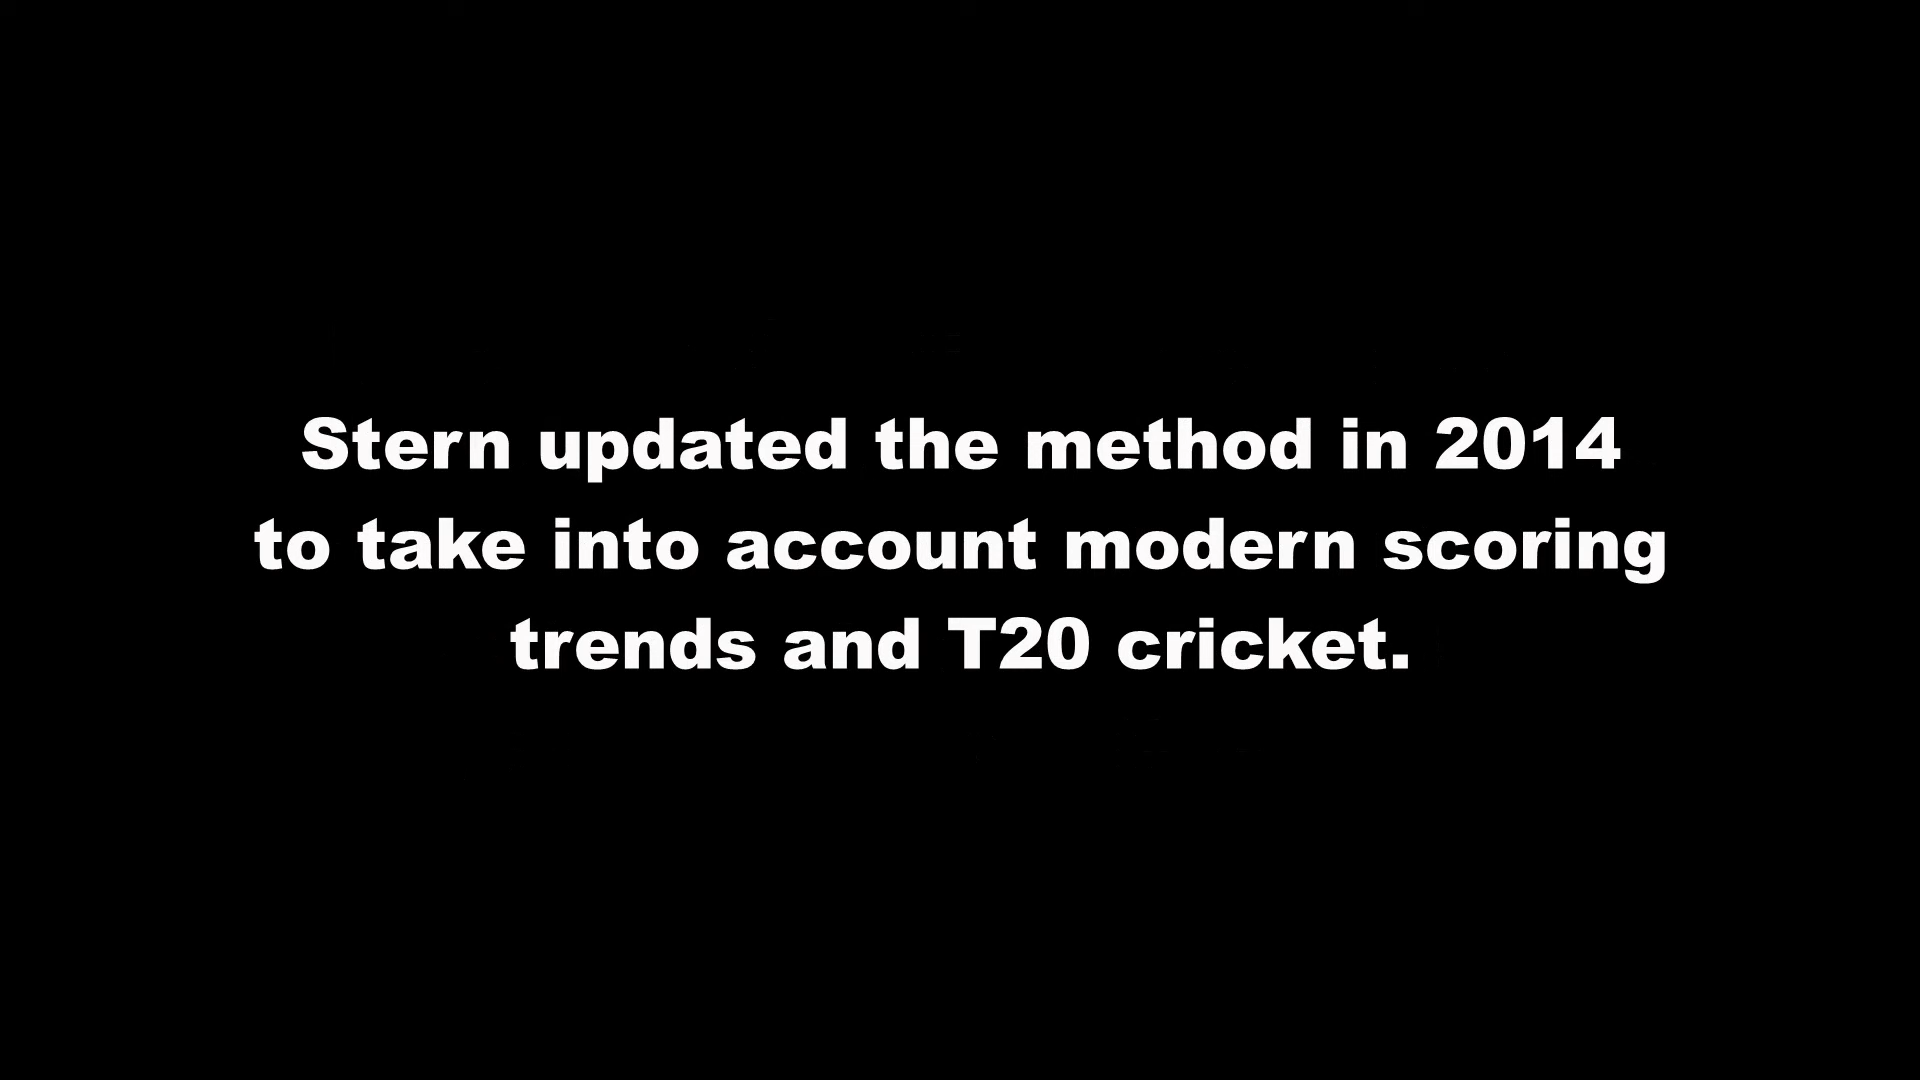 Stern updated the method in 2014
to take into account modern scoring
trends and T20 cricket.